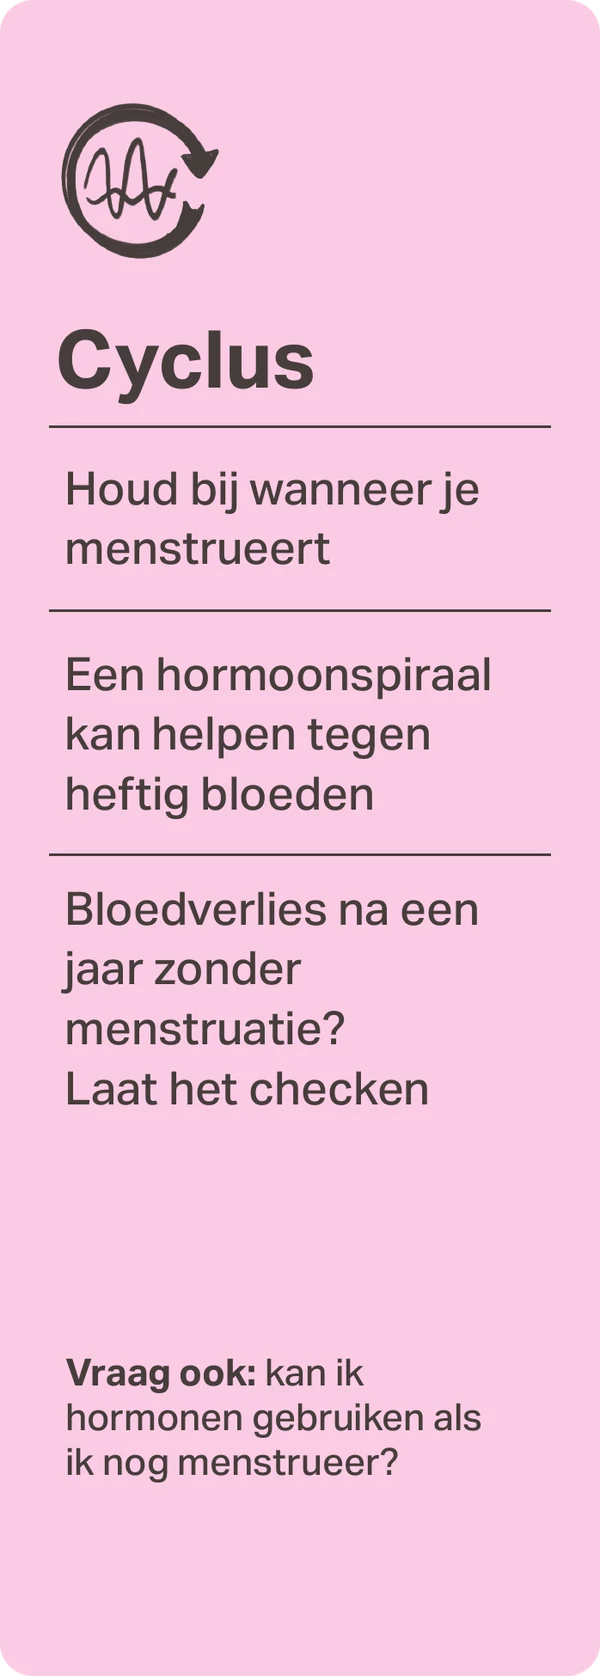 Cyclus
Houd bij wanneer je
menstrueert
Een hormoonspiraal
kan helpen tegen
heftig bloeden
Bloedverlies na een
jaar zonder
menstruatie?
Laat het checken
Vraag ook: kan ik
hormonen gebruiken als
ik nog menstrueer?